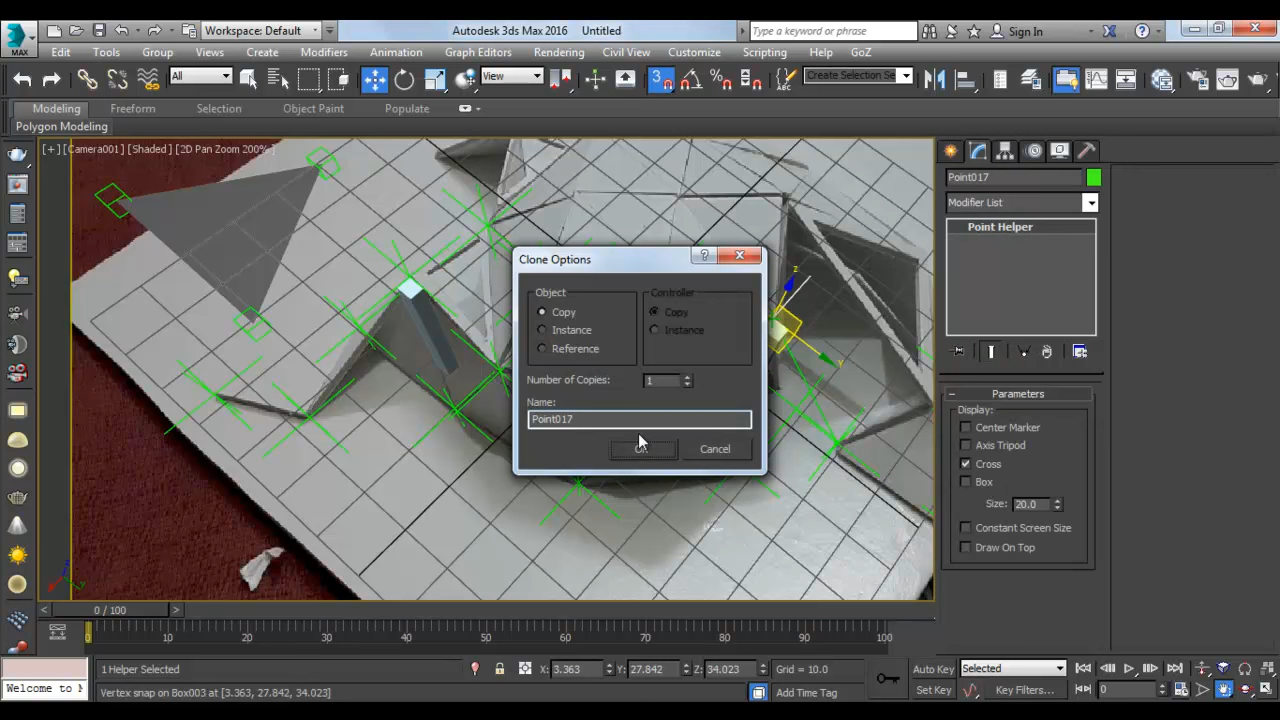 Workspace: Default
Autodesk 3ds Max 2016 Untitled
Type a keyword or phrase
Sign In
MAX
Edit Tools Group Views Create Modifiers Animation Graph Editors Rendering Civil View Customize Scripting Help GoZ
All
View
3
Create Selection Se
Modeling Freeform Selection Object Paint Populate
Polygon Modeling
[+] [Camera001] [Shaded] [2D Pan Zoom 200%]
Point017
Modifier List
Point Helper
Clone Options
Object
Controller
Copy
Copy
Instance
Instance
Reference
Number of Copies: 1
Name:
Point017
OK Cancel
z
y
Parameters
Display:
Center Marker
Axis Tripod
Cross
Box
Size: 20.0
Constant Screen Size
Draw On Top
0 / 100
0 10 20 30 40 50 60 70 80 90 100
1 Helper Selected
X: 3.363 Y: 27.842 Z: 34.023
Grid = 10.0
Auto Key
Selected
Welcome to M
Vertex snap on Box003 at [3.363, 27.842, 34.023]
Add Time Tag
Set Key
Key Filters...
0